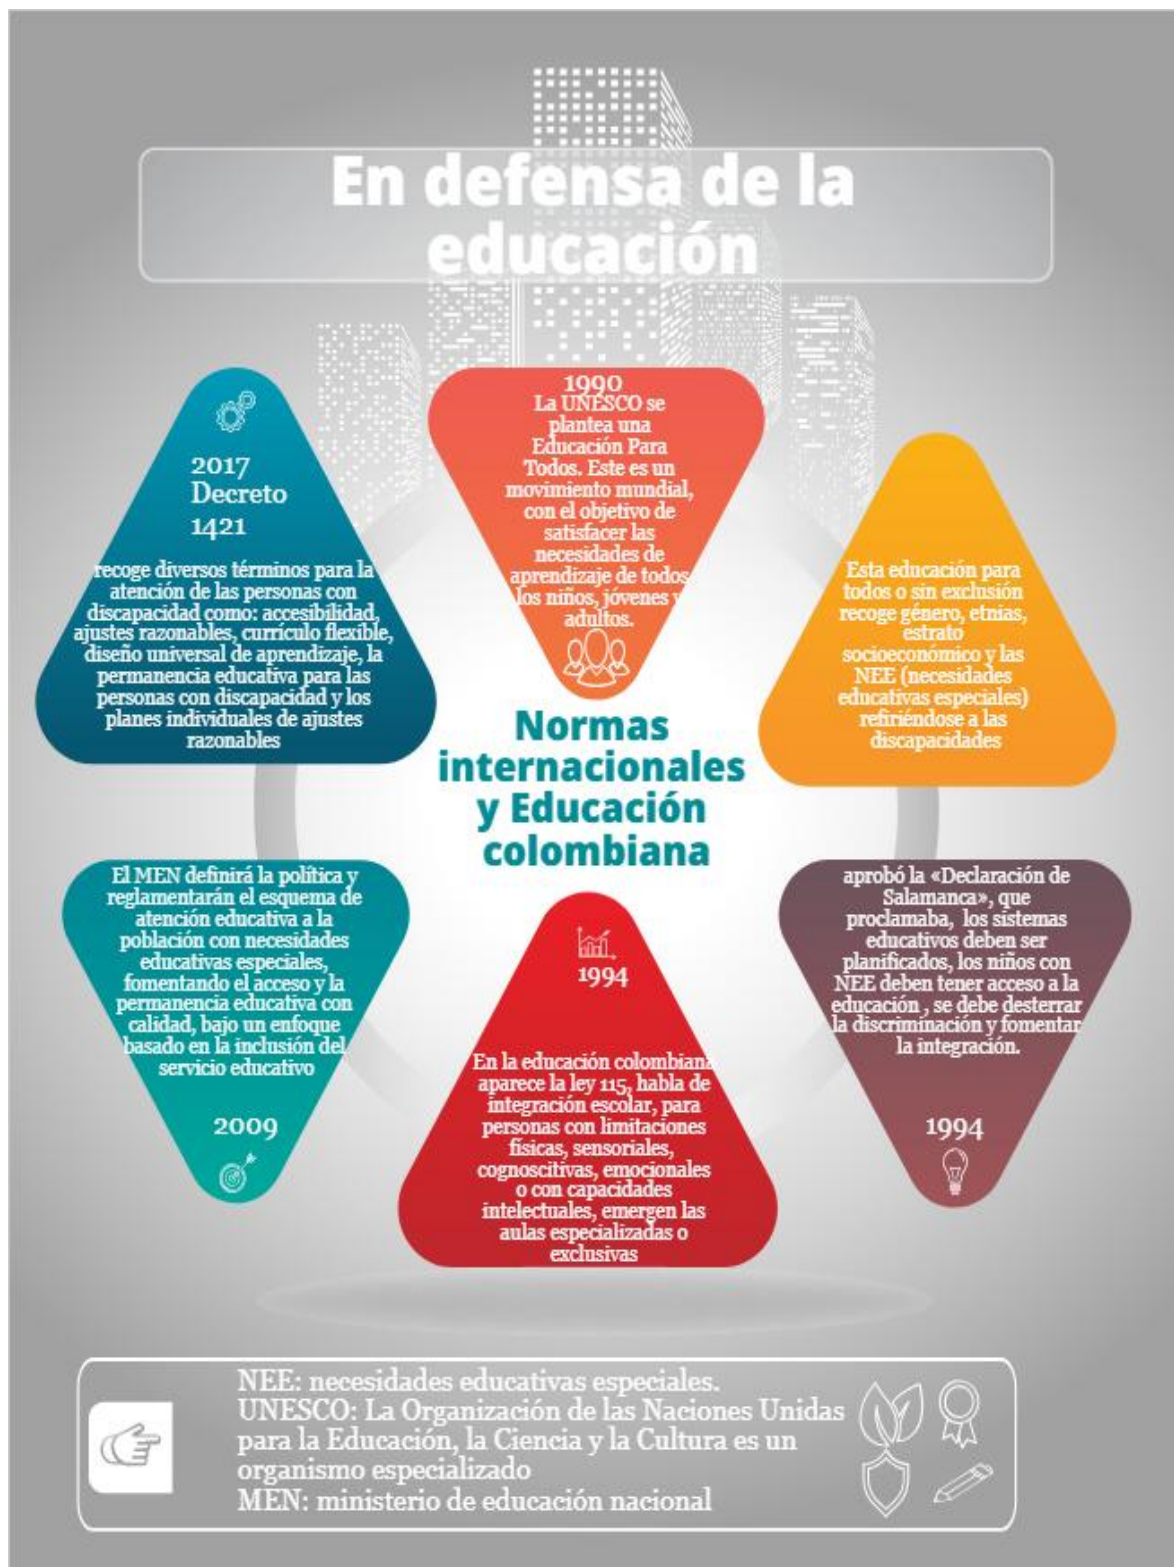 En defensa de la
educación
2017
Decreto
1421
recoge diversos términos para la
atención de las personas con
discapacidad como: accesibilidad,
ajustes razonables, currículo flexible,
diseño universal de aprendizaje, la
permanencia educativa para las
personas con discapacidad y los
planes individuales de ajustes
razonables
1990
La UNESCO se
plantea una
Educación Para
Todos. Este es un
movimiento mundial,
con el objetivo de
satisfacer las
necesidades de
aprendizaje de todos
los niños, jóvenes y
adultos.
Esta educación para
todos o sin exclusión
recoge género, etnias,
estrato
socioeconómico y las
NEE (necesidades
educativas especiales)
refiriéndose a las
discapacidades
Normas
internacionales
y Educación
colombiana
El MEN definirá la política y
reglamentarán el esquema de
atención educativa a la
población con necesidades
educativas especiales,
fomentando el acceso y la
permanencia educativa con
calidad, bajo un enfoque
basado en la inclusión del
servicio educativo
2009
1994
En la educación colombiana
aparece la ley 115, habla de
integración escolar, para
personas con limitaciones
físicas, sensoriales,
cognoscitivas, emocionales
o con capacidades
intelectuales, emergen las
aulas especializadas o
exclusivas
aprobó la «Declaración de
Salamanca», que
proclamaba, los sistemas
educativos deben ser
planificados, los niños con
NEE deben tener acceso a la
educación , se debe desterrar
la discriminación y fomentar
la integración.
1994
NEE: necesidades educativas especiales.
UNESCO: La Organización de las Naciones Unidas
para la Educación, la Ciencia y la Cultura es un
organismo especializado
MEN: ministerio de educación nacional